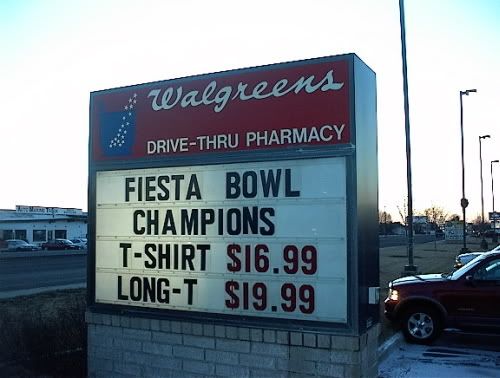 Walgreens
DRIVE-THRU PHARMACY
FIESTA BOWL
CHAMPIONS
T-SHIRT $16.99
LONG-T $19.99